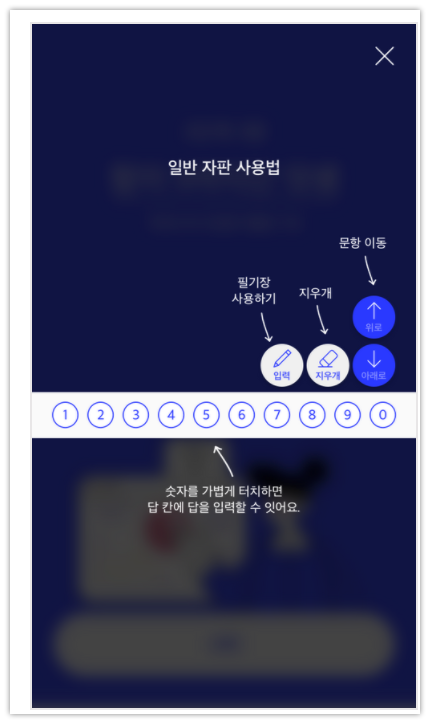 일반 자판 사용법
문항 이동
필기장
사용하기
지우개
위로
입력
지우개
아래로
1 2 3 4 5 6 7 8 9 0
숫자를 가볍게 터치하면
답 칸에 답을 입력할 수 잇어요.